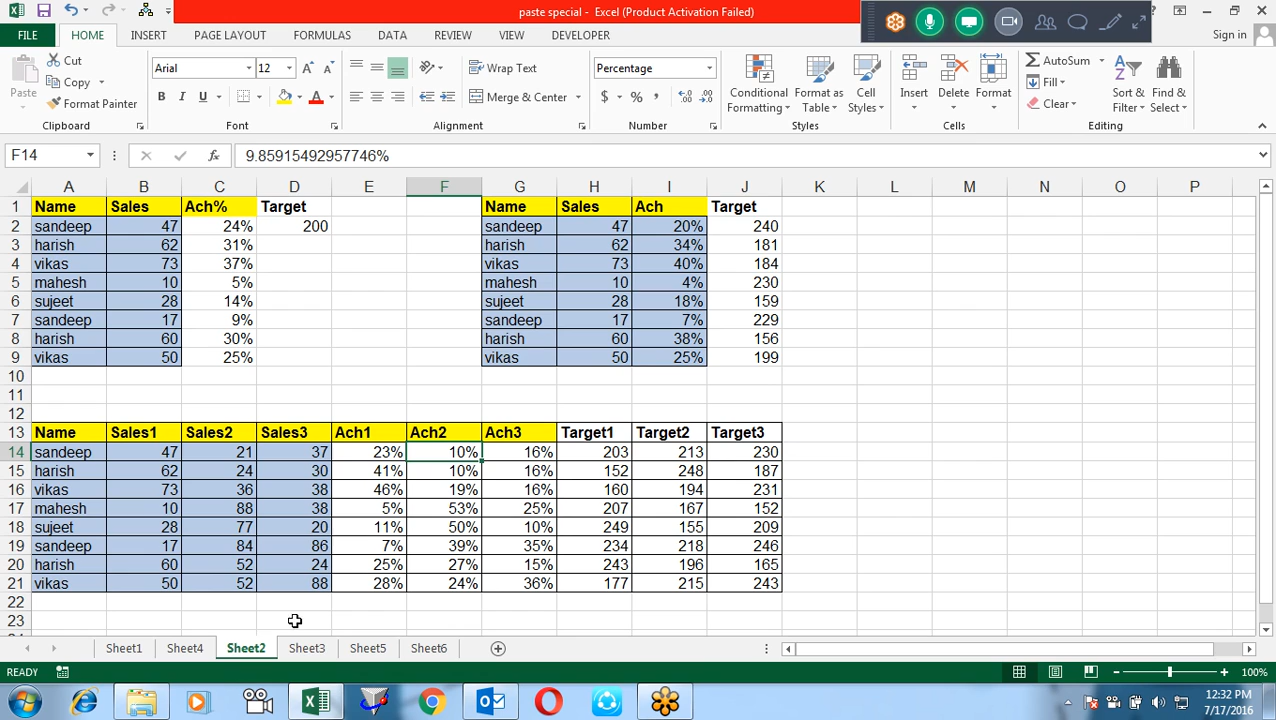 paste special - Excel (Product Activation Failed)
FILE HOME INSERT PAGE LAYOUT FORMULAS DATA REVIEW VIEW DEVELOPER Sign in
Paste Cut Copy Format Painter Clipboard
Arial 12 B I U A Font
Wrap Text Merge & Center Alignment
Percentage $ % , Number
Conditional Formatting Format as Table Cell Styles Styles
Insert Delete Format Cells
AutoSum Fill Clear Sort & Filter Find & Select Editing
F14 fx 9.85915492957746%
A B C D E F G H I J K L M N O P
1 Name Sales Ach% Target Name Sales Ach Target
2 sandeep 47 24% 200 sandeep 47 20% 240
3 harish 62 31% harish 62 34% 181
4 vikas 73 37% vikas 73 40% 184
5 mahesh 10 5% mahesh 10 4% 230
6 sujeet 28 14% sujeet 28 18% 159
7 sandeep 17 9% sandeep 17 7% 229
8 harish 60 30% harish 60 38% 156
9 vikas 50 25% vikas 50 25% 199
10
11
12
13 Name Sales1 Sales2 Sales3 Ach1 Ach2 Ach3 Target1 Target2 Target3
14 sandeep 47 21 37 23% 10% 16% 203 213 230
15 harish 62 24 30 41% 10% 16% 152 248 187
16 vikas 73 36 38 46% 19% 16% 160 194 231
17 mahesh 10 88 38 5% 53% 25% 207 167 152
18 sujeet 28 77 20 11% 50% 10% 249 155 209
19 sandeep 17 84 86 7% 39% 35% 234 218 246
20 harish 60 52 24 25% 27% 15% 243 196 165
21 vikas 50 52 88 28% 24% 36% 177 215 243
22
23
Sheet1 Sheet4 Sheet2 Sheet3 Sheet5 Sheet6
READY 100%
12:32 PM
7/17/2016